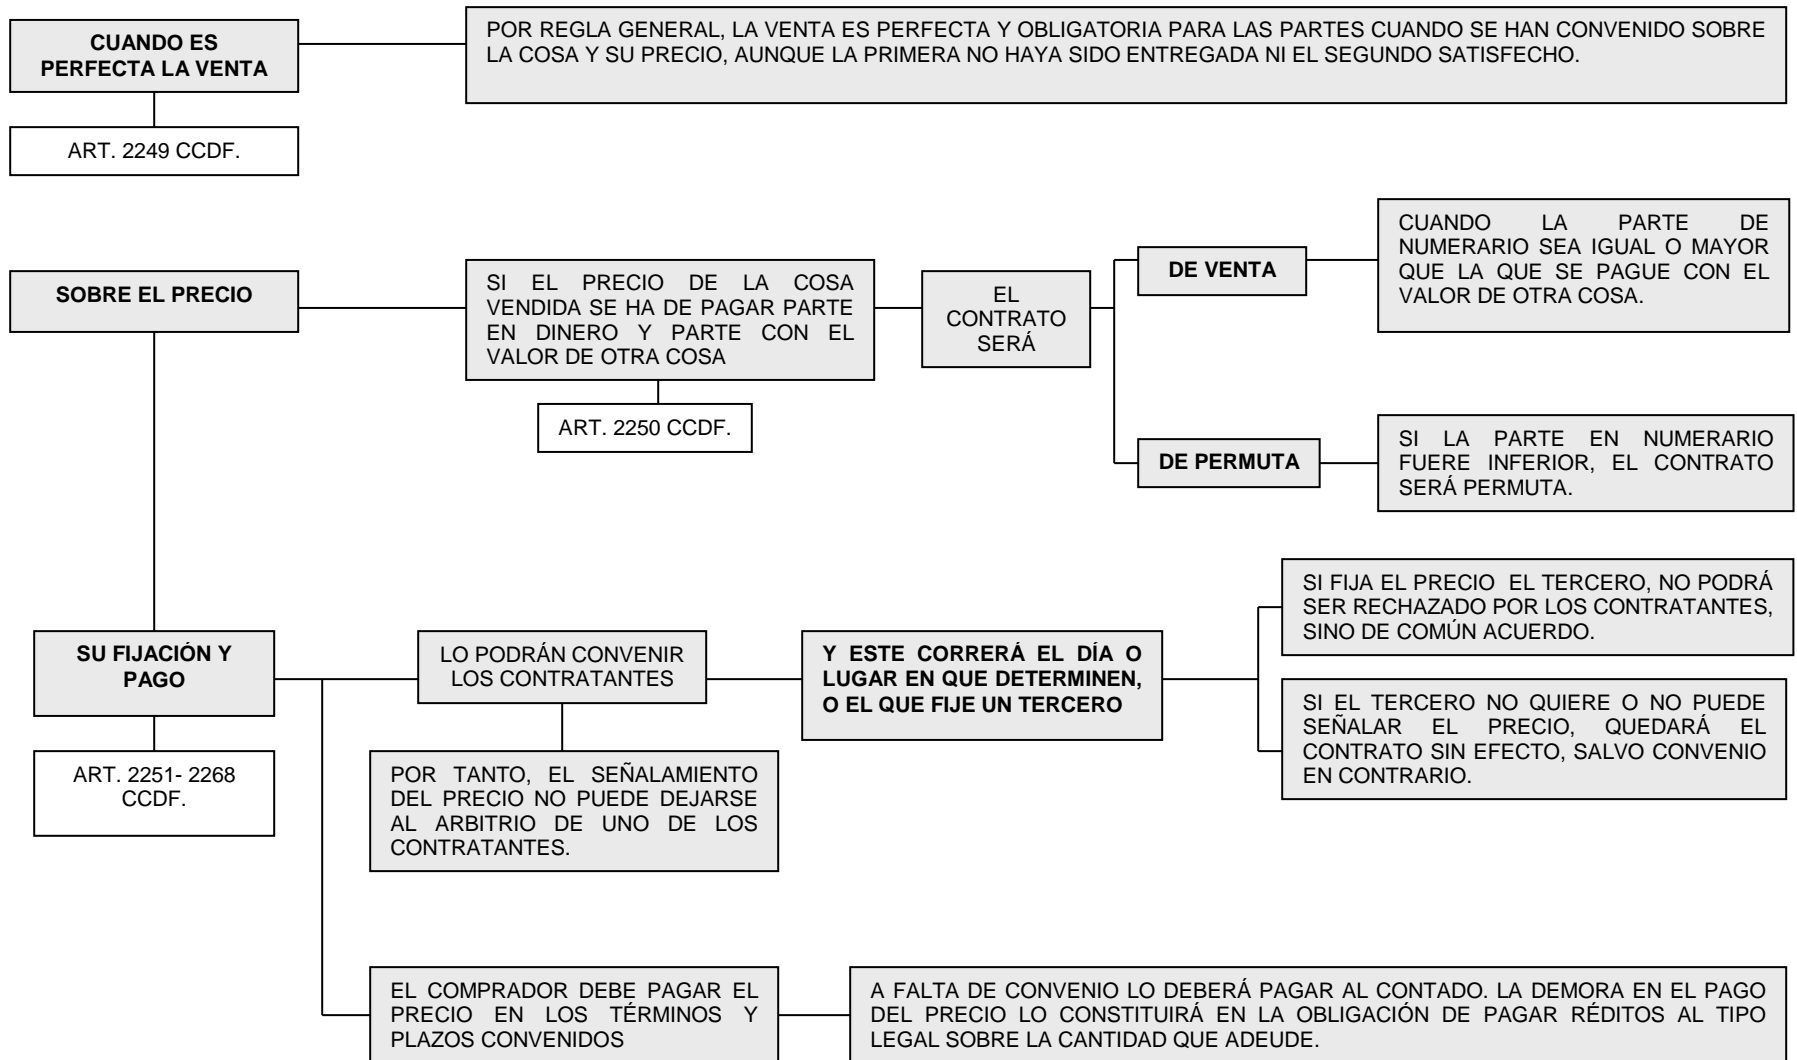 CUANDO ES
PERFECTA LA VENTA
POR REGLA GENERAL, LA VENTA ES PERFECTA Y OBLIGATORIA PARA LAS PARTES CUANDO SE HAN CONVENIDO SOBRE
LA COSA Y SU PRECIO, AUNQUE LA PRIMERA NO HAYA SIDO ENTREGADA NI EL SEGUNDO SATISFECHO.
ART. 2249 CCDF.
SOBRE EL PRECIO
SI EL PRECIO DE LA COSA
VENDIDA SE HA DE PAGAR PARTE
EN DINERO Y PARTE CON EL
VALOR DE OTRA COSA
ART. 2250 CCDF.
EL
CONTRATO
SERÁ
DE VENTA
CUANDO LA PARTE DE
NUMERARIO SEA IGUAL O MAYOR
QUE LA QUE SE PAGUE CON EL
VALOR DE OTRA COSA.
DE PERMUTA
SI LA PARTE EN NUMERARIO
FUERE INFERIOR, EL CONTRATO
SERÁ PERMUTA.
SU FIJACIÓN Y
PAGO
ART. 2251- 2268
CCDF.
LO PODRÁN CONVENIR
LOS CONTRATANTES
POR TANTO, EL SEÑALAMIENTO
DEL PRECIO NO PUEDE DEJARSE
AL ARBITRIO DE UNO DE LOS
CONTRATANTES.
Y ESTE CORRERÁ EL DÍA O
LUGAR EN QUE DETERMINEN,
O EL QUE FIJE UN TERCERO
SI FIJA EL PRECIO EL TERCERO, NO PODRÁ
SER RECHAZADO POR LOS CONTRATANTES,
SINO DE COMÚN ACUERDO.
SI EL TERCERO NO QUIERE O NO PUEDE
SEÑALAR EL PRECIO, QUEDARÁ EL
CONTRATO SIN EFECTO, SALVO CONVENIO
EN CONTRARIO.
EL COMPRADOR DEBE PAGAR EL
PRECIO EN LOS TÉRMINOS Y
PLAZOS CONVENIDOS
A FALTA DE CONVENIO LO DEBERÁ PAGAR AL CONTADO. LA DEMORA EN EL PAGO
DEL PRECIO LO CONSTITUIRÁ EN LA OBLIGACIÓN DE PAGAR RÉDITOS AL TIPO
LEGAL SOBRE LA CANTIDAD QUE ADEUDE.